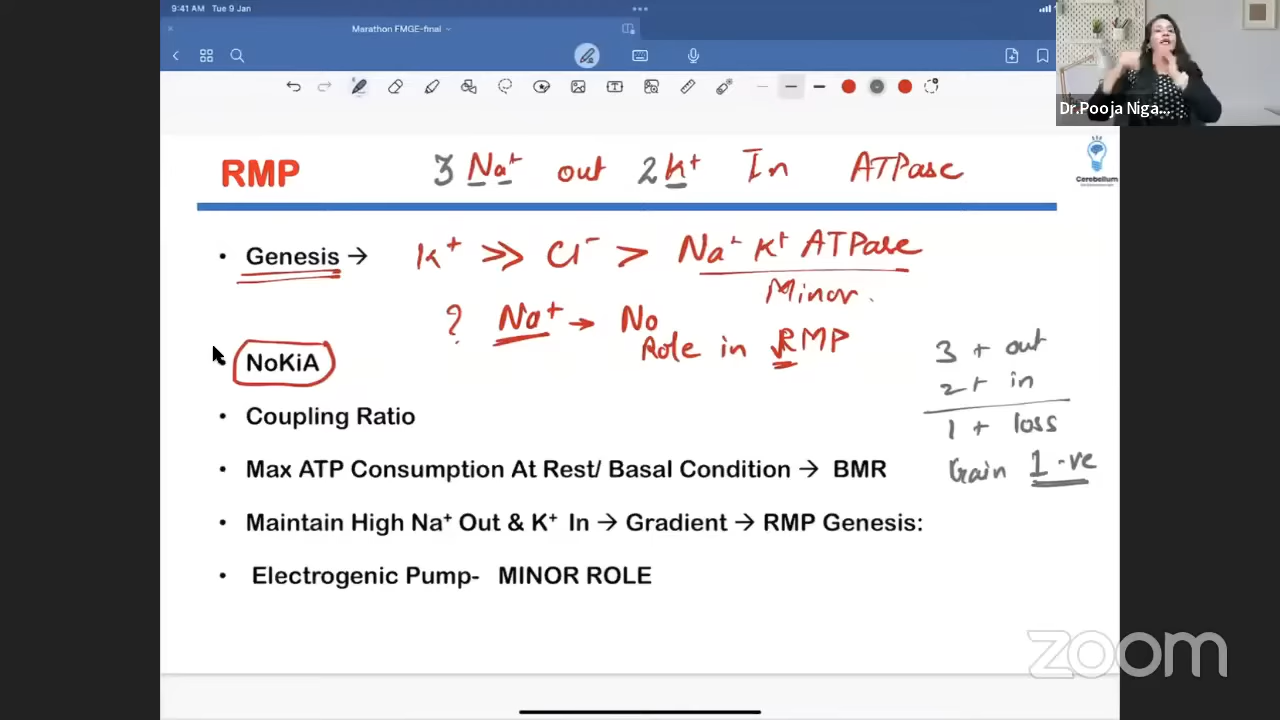 9:41 AM Tue 9 Jan
Marathon FMGE-final
Dr.Pooja Niga...
RMP 3 Na+ out 2 K+ In ATPase
Cerebellum
• Genesis → K+ >> Cl- > Na+ K+ ATPase
Minor.
? Na+ → No
Role in RMP
• NoKiA
3 + out
2 + in
1 + loss
Gain 1 -ve
• Coupling Ratio
• Max ATP Consumption At Rest/ Basal Condition → BMR
• Maintain High Na+ Out & K+ In → Gradient → RMP Genesis:
• Electrogenic Pump- MINOR ROLE
zoom